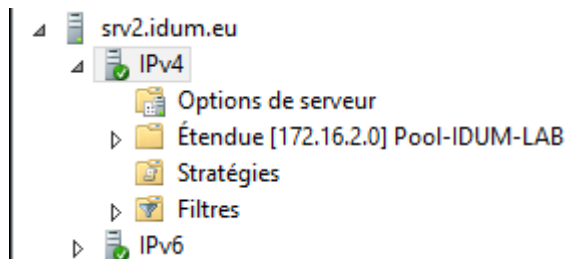 srv2.idum.eu
IPv4
Options de serveur
Étendue [172.16.2.0] Pool-IDUM-LAB
Stratégies
Filtres
IPv6